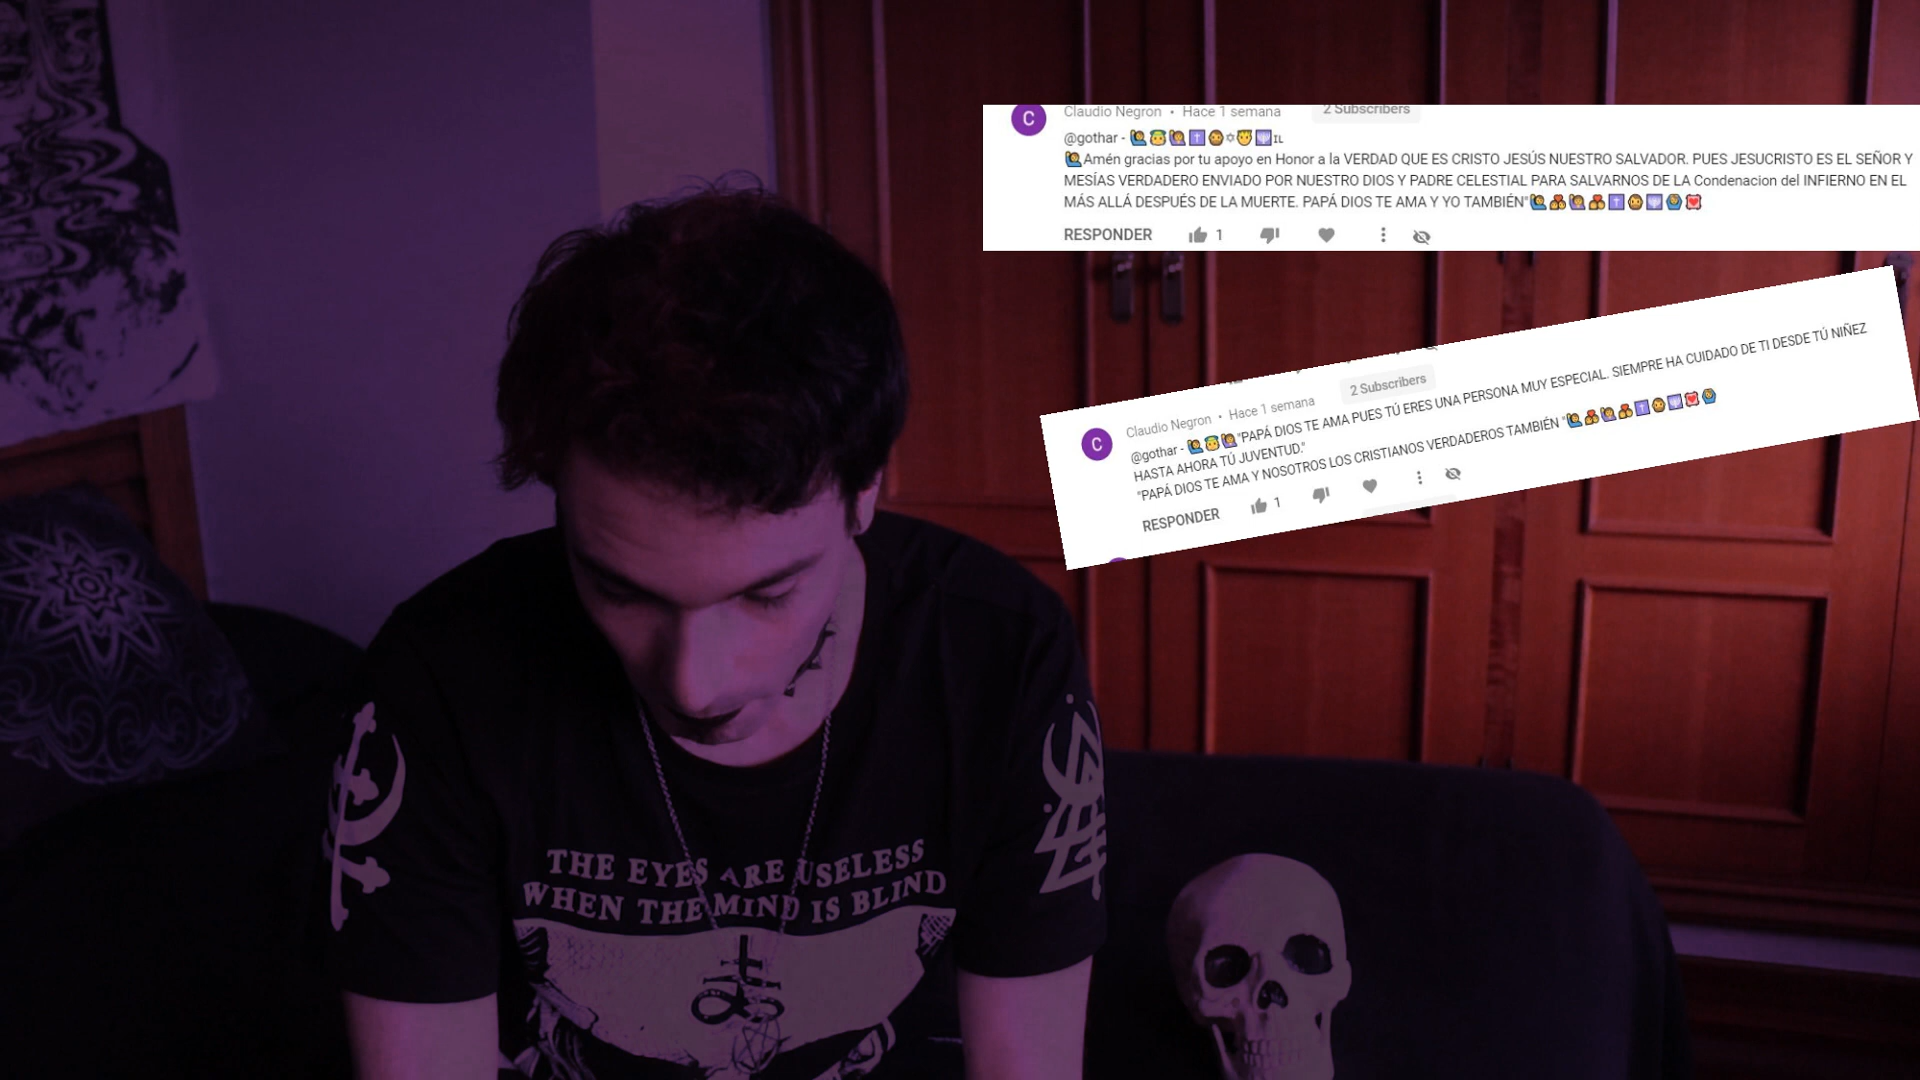 Claudio Negron • Hace 1 semana 2 Subscribers
C
@gothar - 🙋😇🙋🏽✝️🧔✡️🤴🕎🇮🇱
🙋Amén gracias por tu apoyo en Honor a la VERDAD QUE ES CRISTO JESÚS NUESTRO SALVADOR. PUES JESUCRISTO ES EL SEÑOR Y
MESÍAS VERDADERO ENVIADO POR NUESTRO DIOS Y PADRE CELESTIAL PARA SALVARNOS DE LA Condenacion del INFIERNO EN EL
MÁS ALLÁ DESPUÉS DE LA MUERTE. PAPÁ DIOS TE AMA Y YO TAMBIÉN"
RESPONDER 1
Claudio Negron • Hace 1 semana 2 Subscribers
C
@gothar - "PAPÁ DIOS TE AMA PUES TÚ ERES UNA PERSONA MUY ESPECIAL. SIEMPRE HA CUIDADO DE TI DESDE TÚ NIÑEZ
HASTA AHORA TÚ JUVENTUD."
"PAPÁ DIOS TE AMA Y NOSOTROS LOS CRISTIANOS VERDADEROS TAMBIÉN "
RESPONDER 1
THE EYES ARE USELESS
WHEN THE MIND IS BLIND